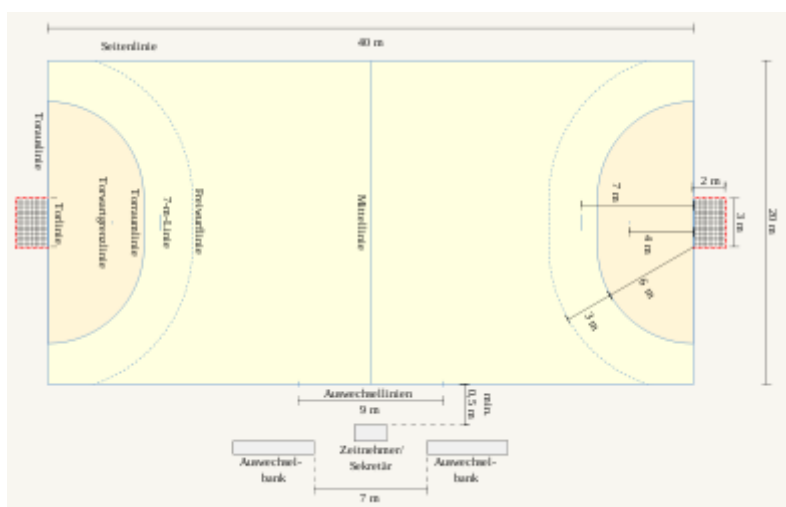 40 m
Seitenlinie
Torauslinie
Torlinie
Torwartgrenzlinie
Torraumlinie
7-m-Linie
Freiwurflinie
Mittellinie
7 m
4 m
6 m
3 m
2 m
3 m
20 m
Auswechsellinien
9 m
min.
0,5 m
Zeitnehmer/
Sekretär
Auswechsel-
bank
Auswechsel-
bank
7 m